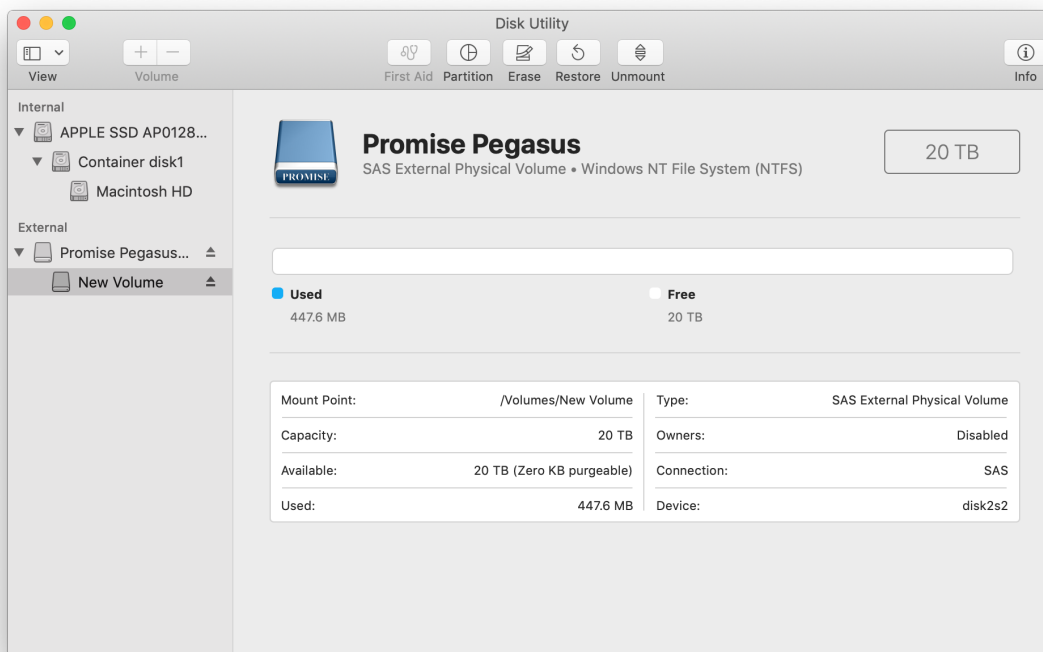 Disk Utility
View
Volume
First Aid
Partition
Erase
Restore
Unmount
Info
Internal
APPLE SSD AP0128...
Container disk1
Macintosh HD
External
Promise Pegasus...
New Volume
PROMISE
Promise Pegasus
SAS External Physical Volume • Windows NT File System (NTFS)
20 TB
Used
447.6 MB
Free
20 TB
Mount Point: /Volumes/New Volume
Capacity: 20 TB
Available: 20 TB (Zero KB purgeable)
Used: 447.6 MB
Type: SAS External Physical Volume
Owners: Disabled
Connection: SAS
Device: disk2s2